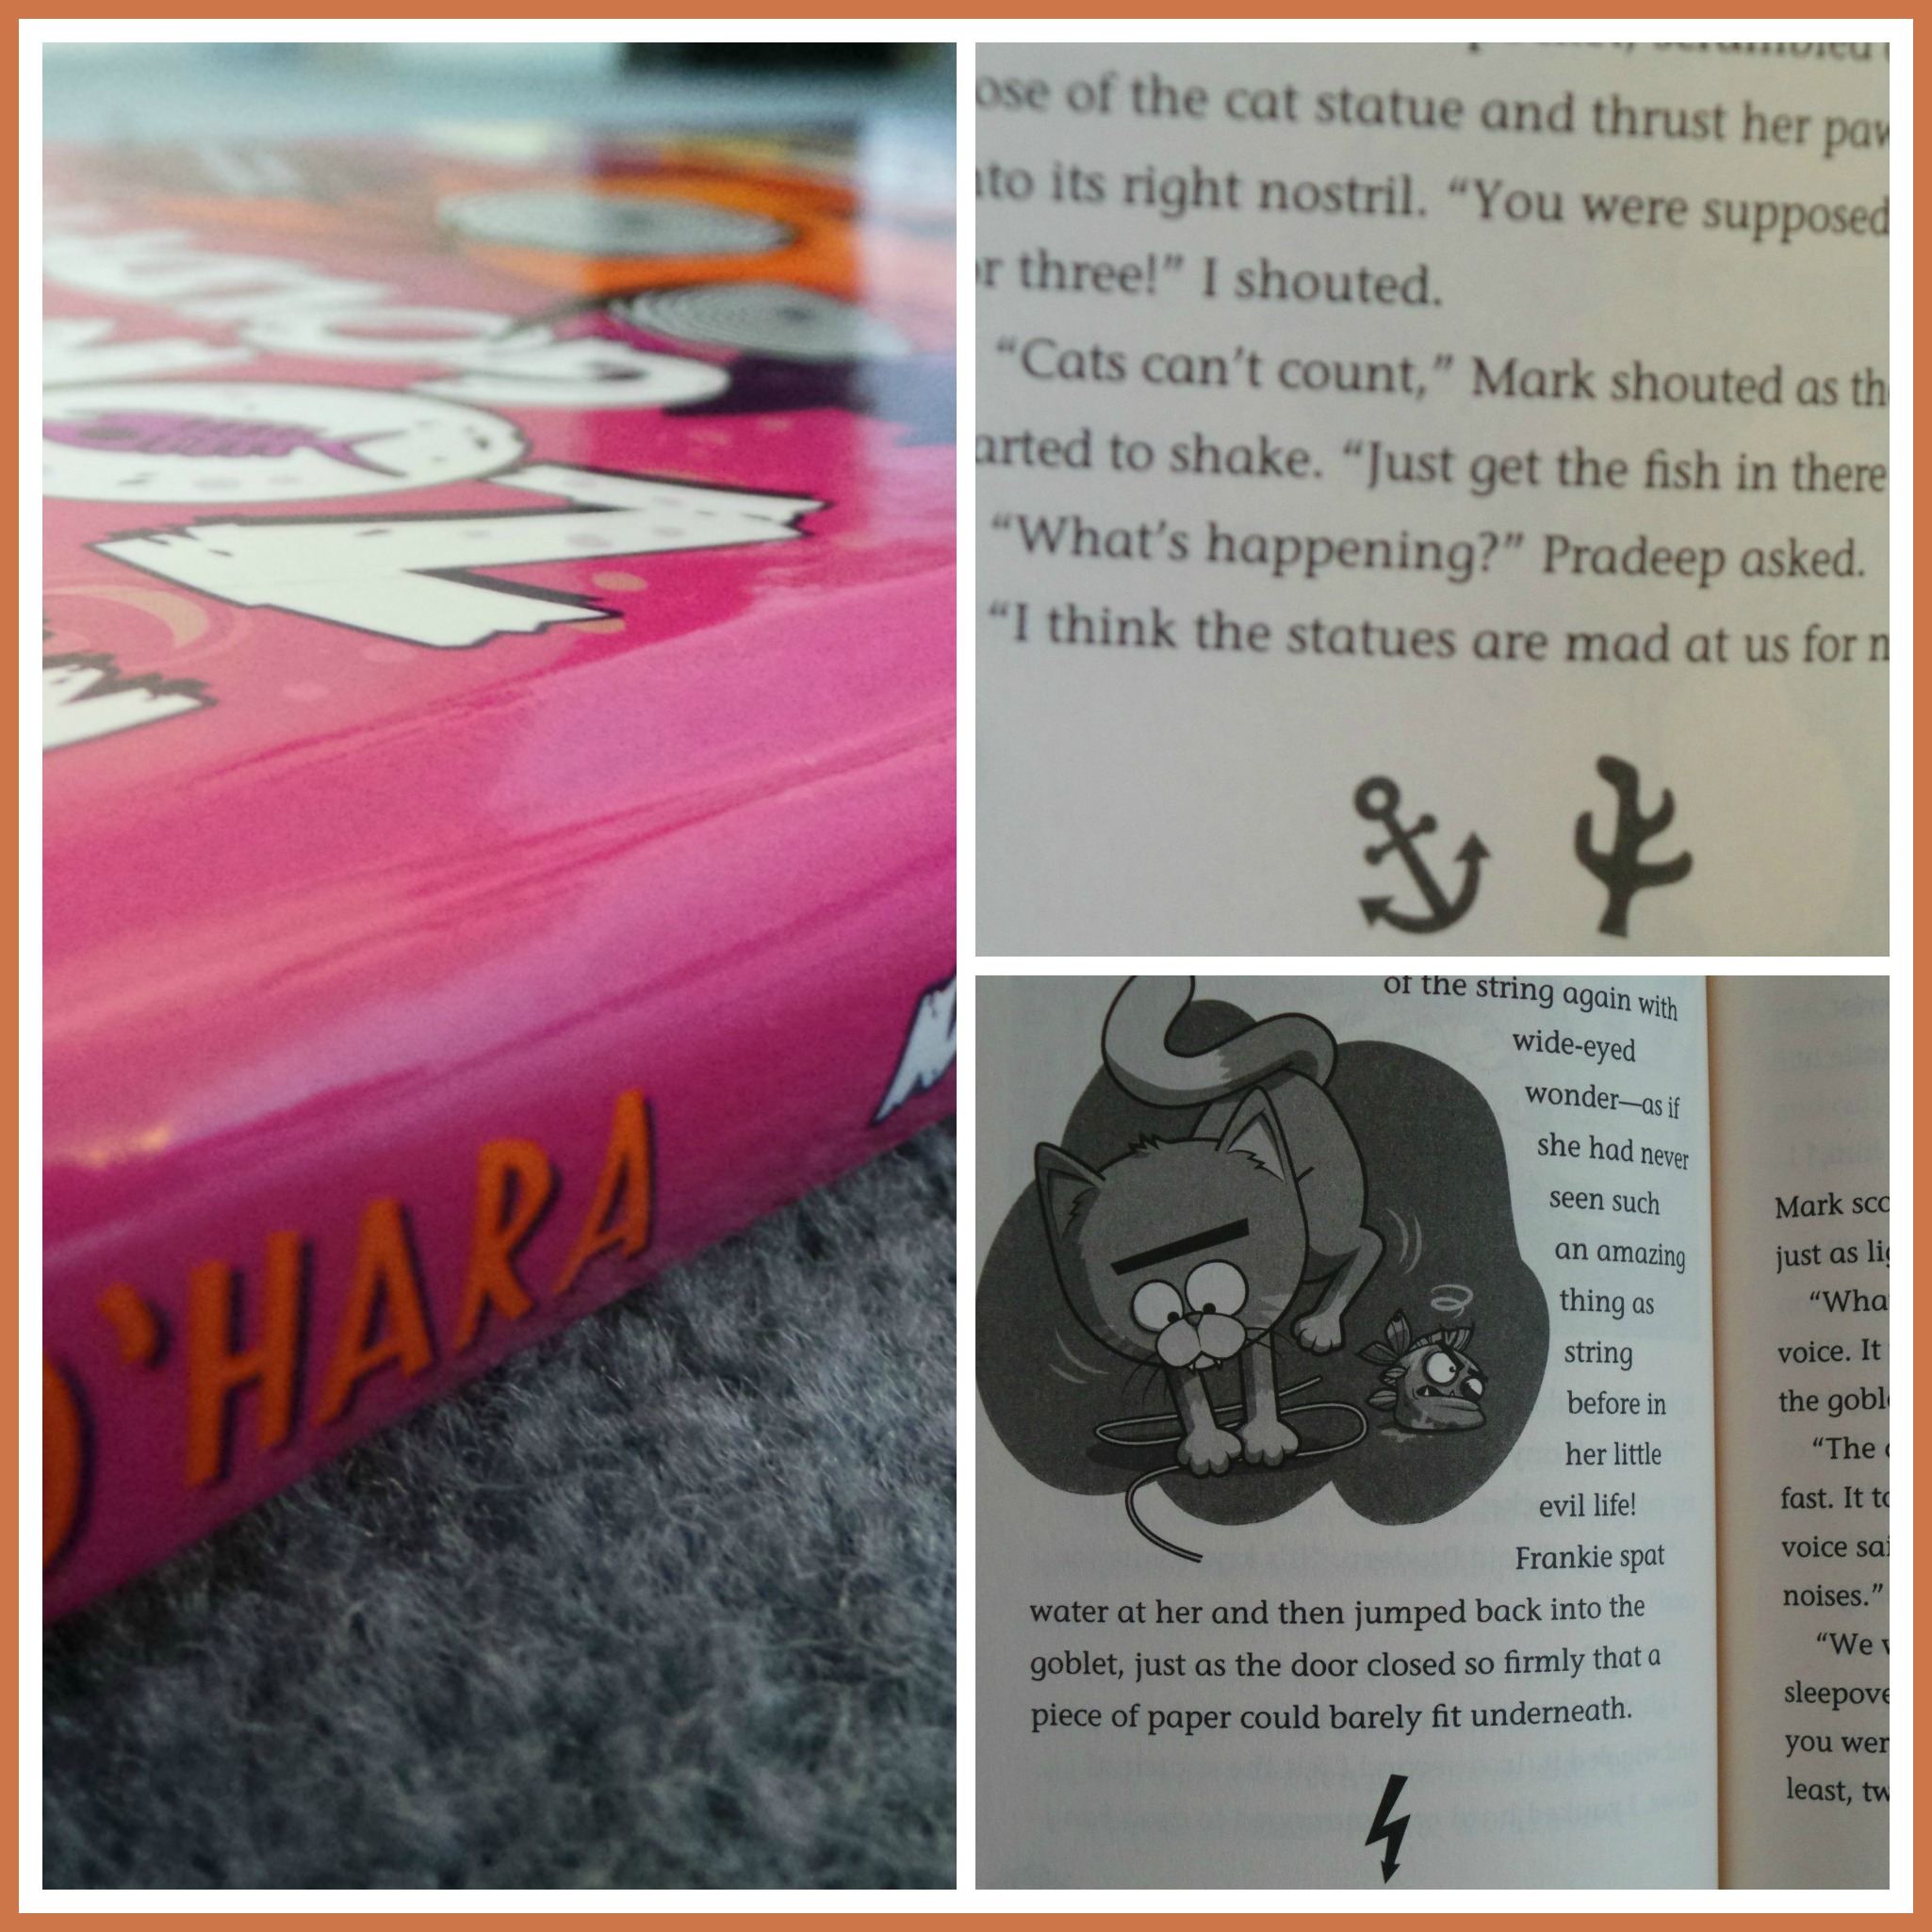 O'HARA
scrambled
ose of the cat statue and thrust her paw
nto its right nostril. “You were supposed
or three!” I shouted.
“Cats can’t count,” Mark shouted as the
arted to shake. “Just get the fish in there
“What’s happening?” Pradeep asked.
“I think the statues are mad at us for n
of the string again with
wide-eyed
wonder—as if
she had never
seen such
an amazing
thing as
string
before in
her little
evil life!
Frankie spat
water at her and then jumped back into the
goblet, just as the door closed so firmly that a
piece of paper could barely fit underneath.
Mark sco
just as lig
“Wha
voice. It
the gobl
“The
fast. It to
voice sai
noises.”
“We w
sleepove
you wer
least, tw